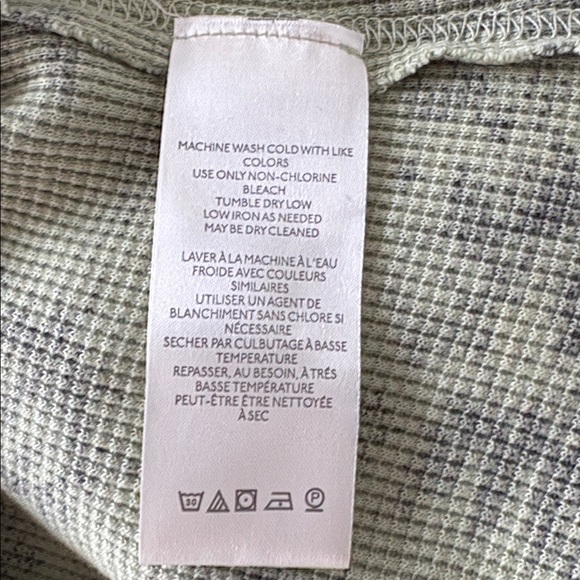 MACHINE WASH COLD WITH LIKE
COLORS
USE ONLY NON-CHLORINE
BLEACH
TUMBLE DRY LOW
LOW IRON AS NEEDED
MAY BE DRY CLEANED
LAVER À LA MACHINE À L'EAU
FROIDE AVEC COULEURS
SIMILAIRES
UTILISER UN AGENT DE
BLANCHIMENT SANS CHLORE SI
NÉCESSAIRE
SECHER PAR CULBUTAGE À BASSE
TEMPERATURE
REPASSER, AU BESOIN, À TRÉS
BASSE TEMPÉRATURE
PEUT-ÊTRE ÊTRE NETTOYÉE
À SEC
30 P